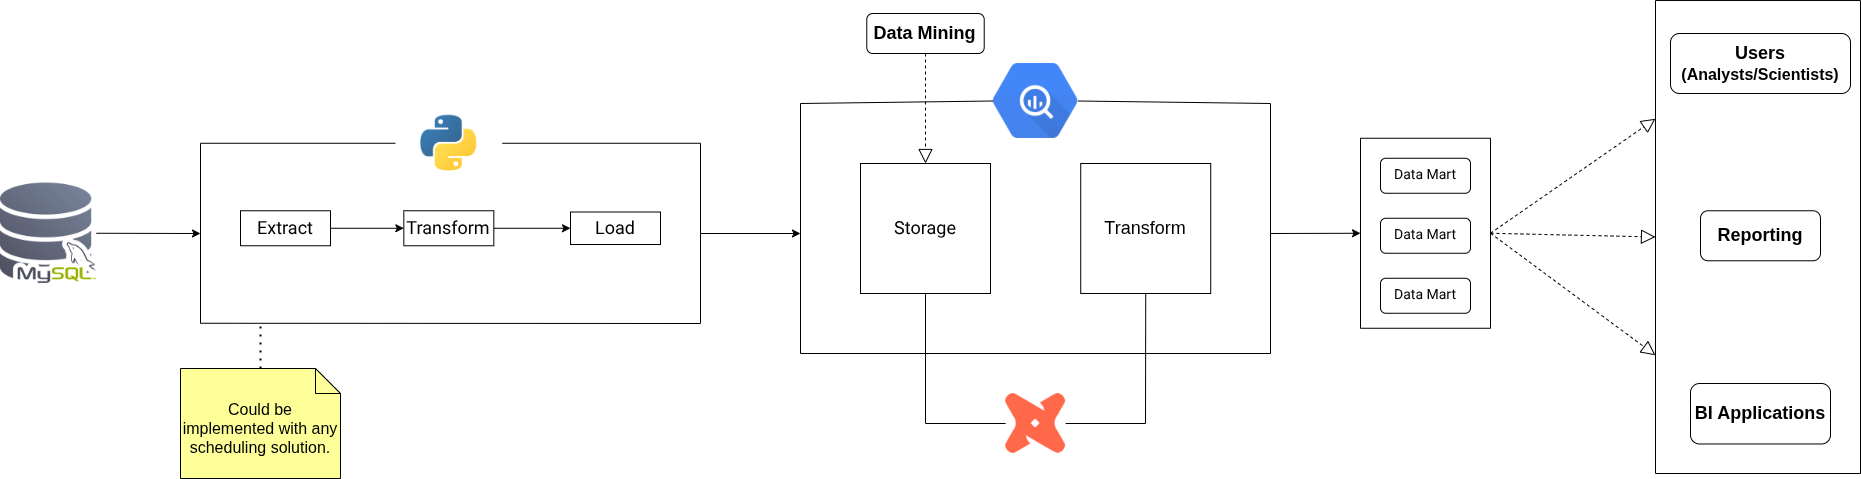 Data Mining
Users
(Analysts/Scientists)
MySQL
Extract
Transform
Load
Storage
Transform
Data Mart
Data Mart
Data Mart
Reporting
BI Applications
Could be
implemented with any
scheduling solution.